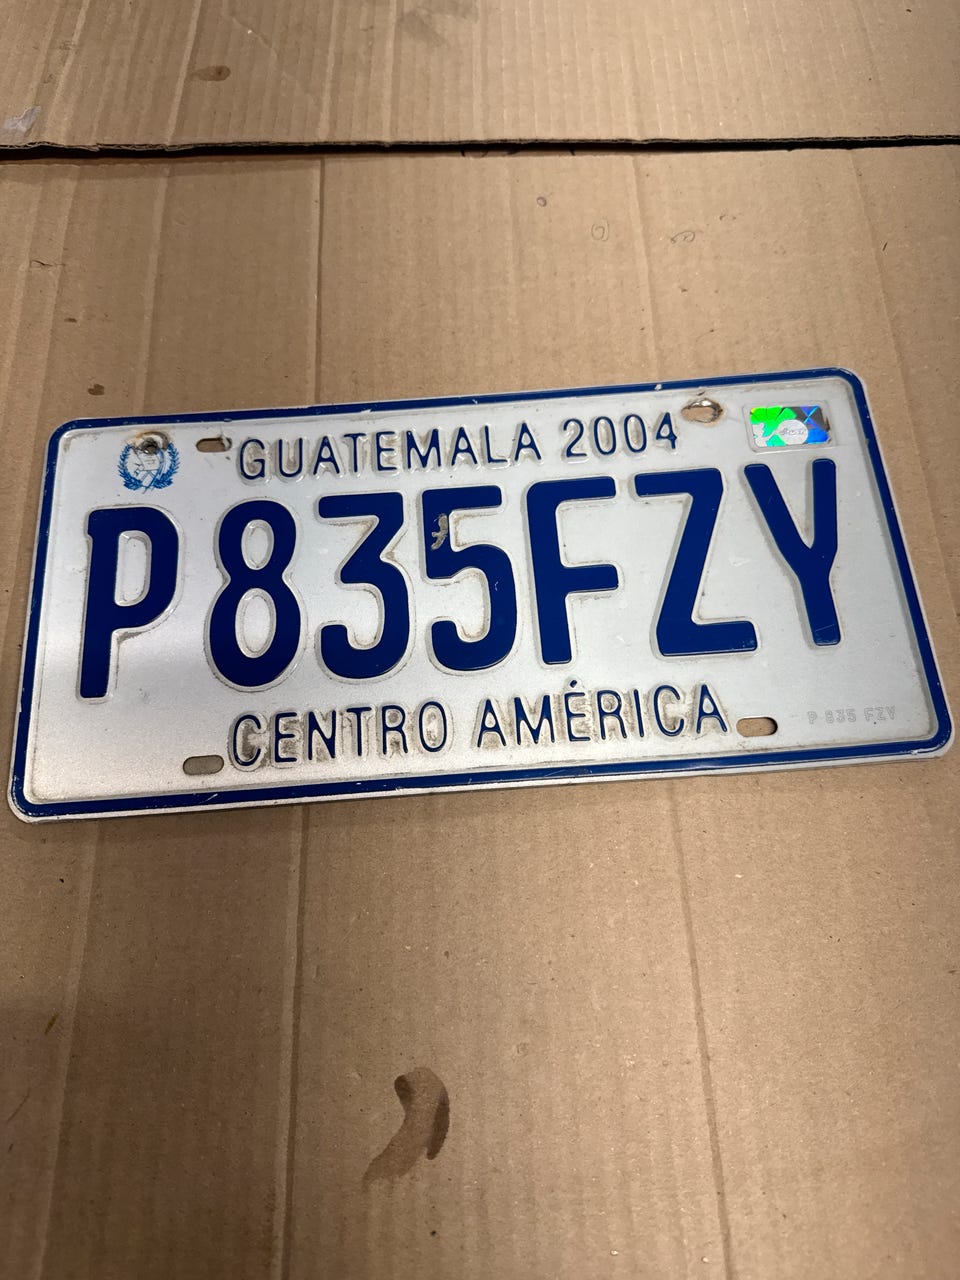 GUATEMALA 2004
P835FZY
CENTRO AMÉRICA
P 835 FZY